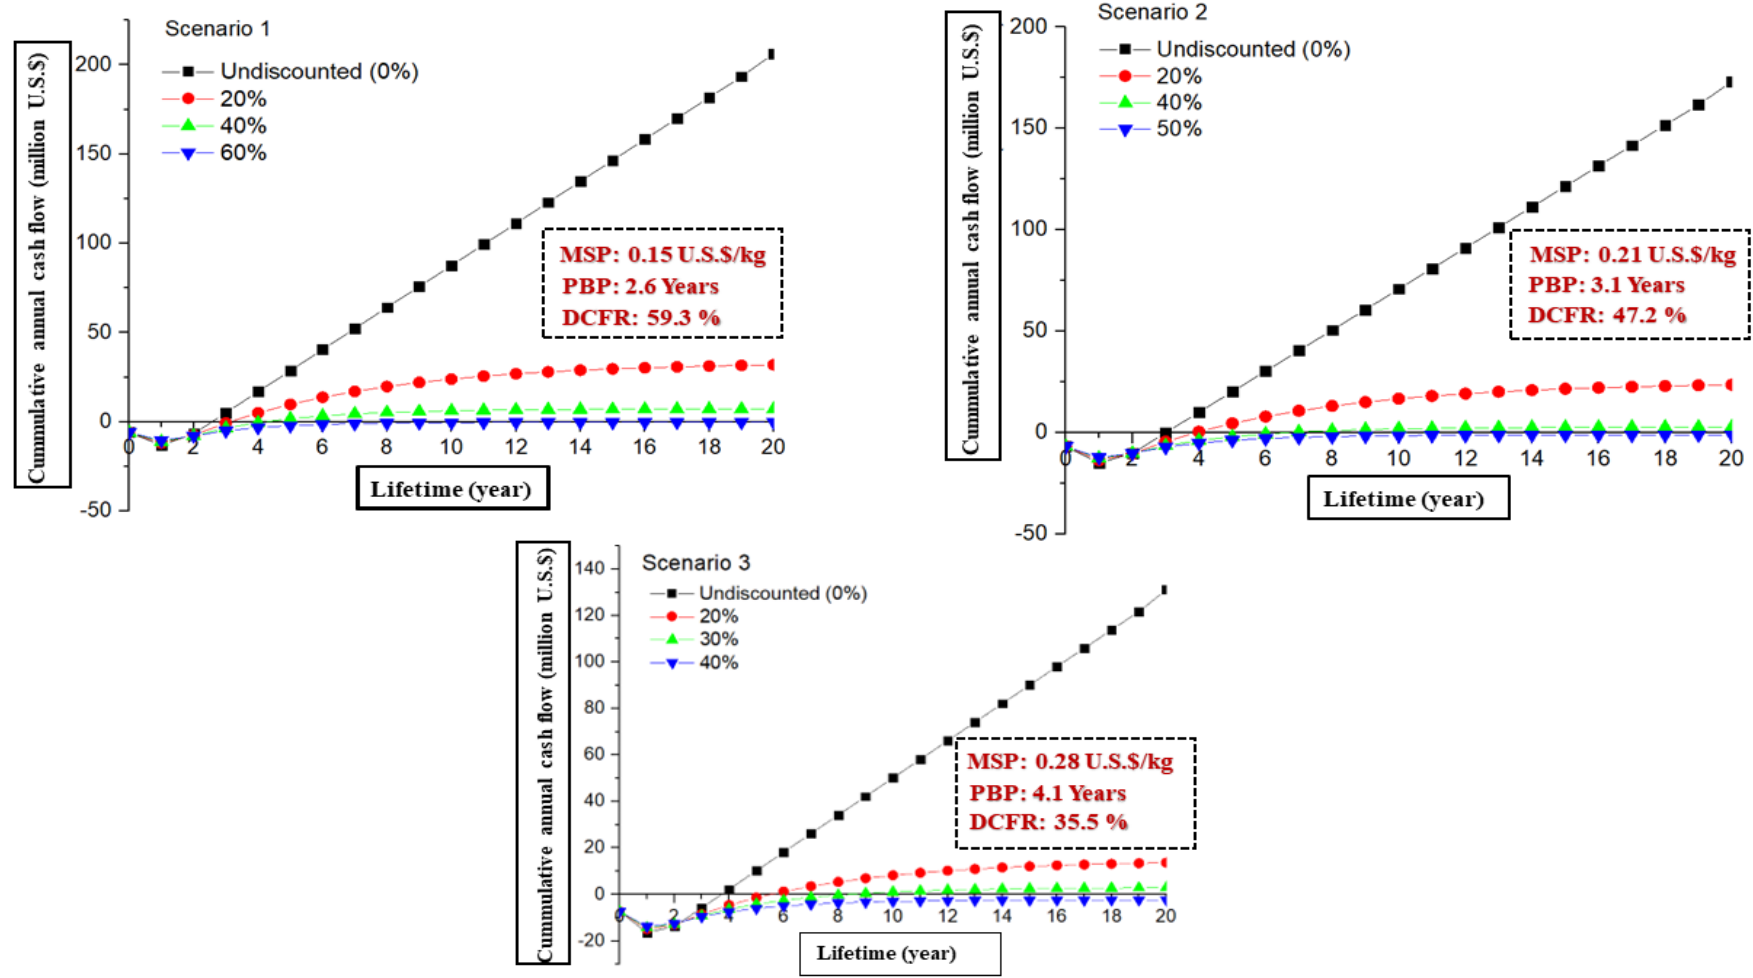 Scenario 1
Cummulative annual cash flow (million U.S.$)
Undiscounted (0%)
20%
40%
60%
200
150
100
50
0
-50
0 2 4 6 8 10 12 14 16 18 20
MSP: 0.15 U.S.$/kg
PBP: 2.6 Years
DCFR: 59.3 %
Lifetime (year)
Scenario 2
Cummulative annual cash flow (million U.S.$)
Undiscounted (0%)
20%
40%
50%
200
150
100
50
0
-50
0 2 4 6 8 10 12 14 16 18 20
MSP: 0.21 U.S.$/kg
PBP: 3.1 Years
DCFR: 47.2 %
Lifetime (year)
Scenario 3
Cummulative annual cash flow (million U.S.$)
Undiscounted (0%)
20%
30%
40%
140
120
100
80
60
40
20
0
-20
0 2 4 6 8 10 12 14 16 18 20
MSP: 0.28 U.S.$/kg
PBP: 4.1 Years
DCFR: 35.5 %
Lifetime (year)